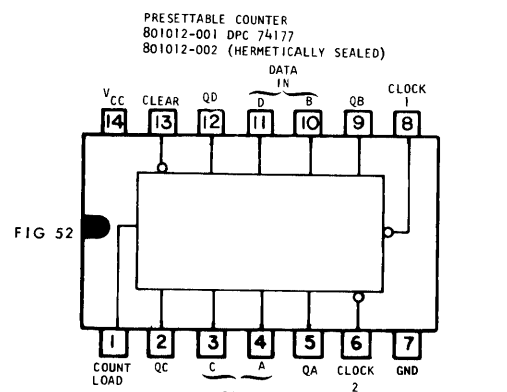 PRESETTABLE COUNTER
801012-001 DPC 74177
801012-002 (HERMETICALLY SEALED)
DATA
IN
VCC CLEAR QD D B QB CLOCK
1
14 13 12 11 10 9 8
FIG 52
1 2 3 4 5 6 7
COUNT
LOAD QC C A QA CLOCK
2 GND